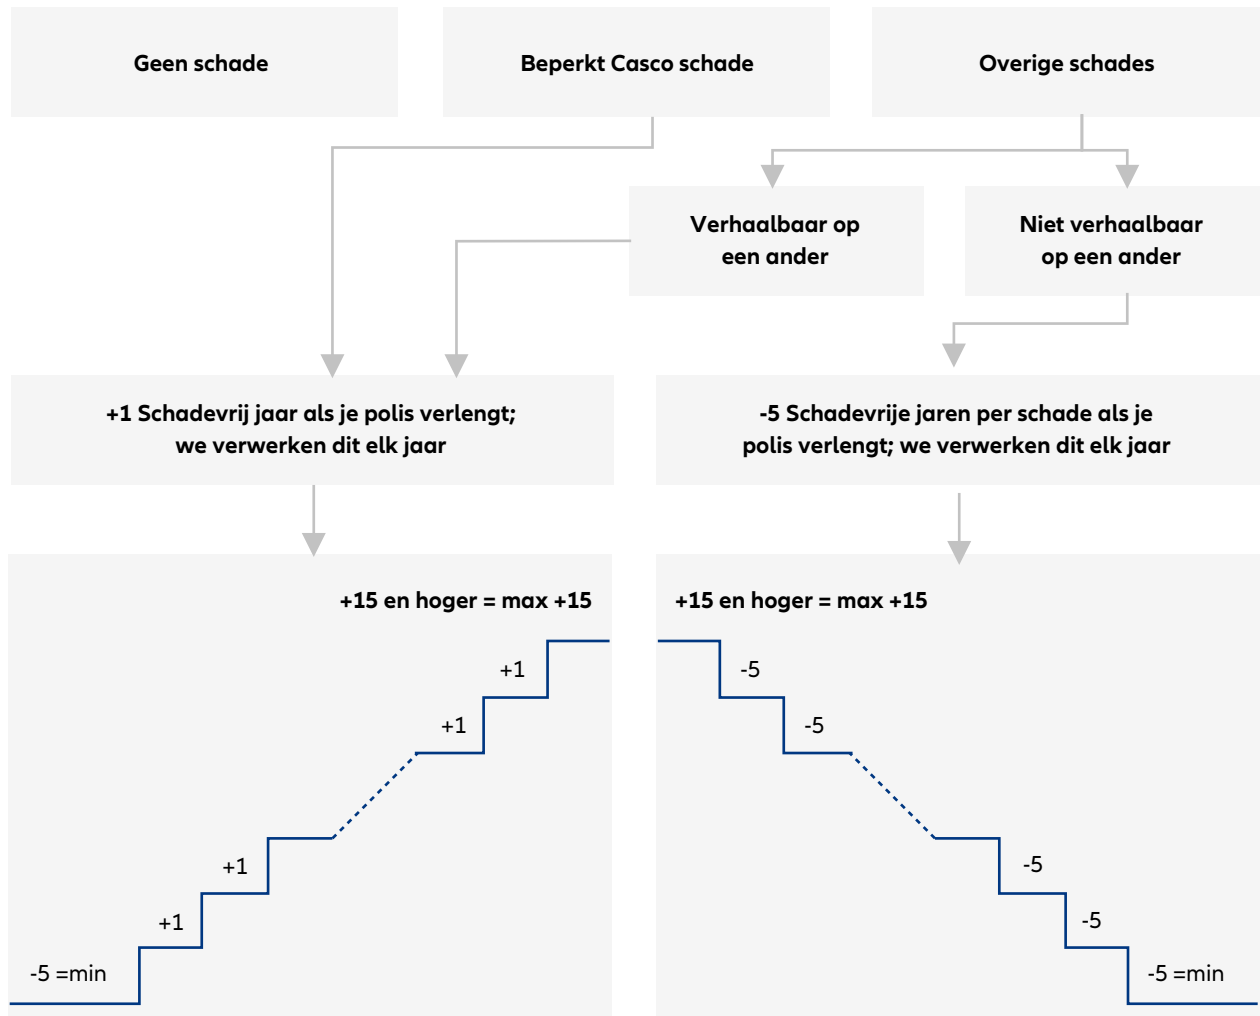 Geen schade
Beperkt Casco schade
Overige schades
Verhaalbaar op
een ander
Niet verhaalbaar
op een ander
+1 Schadevrij jaar als je polis verlengt;
we verwerken dit elk jaar
-5 Schadevrije jaren per schade als je
polis verlengt; we verwerken dit elk jaar
+15 en hoger = max +15
+1
+1
+1
+1
-5 =min
+15 en hoger = max +15
-5
-5
-5
-5
-5 =min